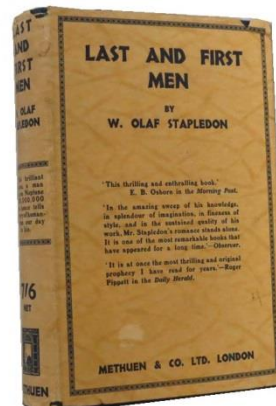 LAST
AND
FIRST
MEN
OLAF
STAPLEDON
brilliant
a man
Neptune
7/6
NET
METHUEN
LAST AND FIRST
MEN
BY
W. OLAF STAPLEDON
'This thrilling and enthralling book.'
E. B. Osborn in the Morning Post.
'In the amazing sweep of his knowledge,
in splendour of imagination, in fineness of
style, and in the sustained quality of his
work, Mr. Stapledon's romance stands alone.
It is one of the most remarkable books that
have appeared for a long time.'—Observer.
'It is at once the most thrilling and original
prophecy I have read for years.'—Roger
Pippett in the Daily Herald.
METHUEN & CO. LTD. LONDON